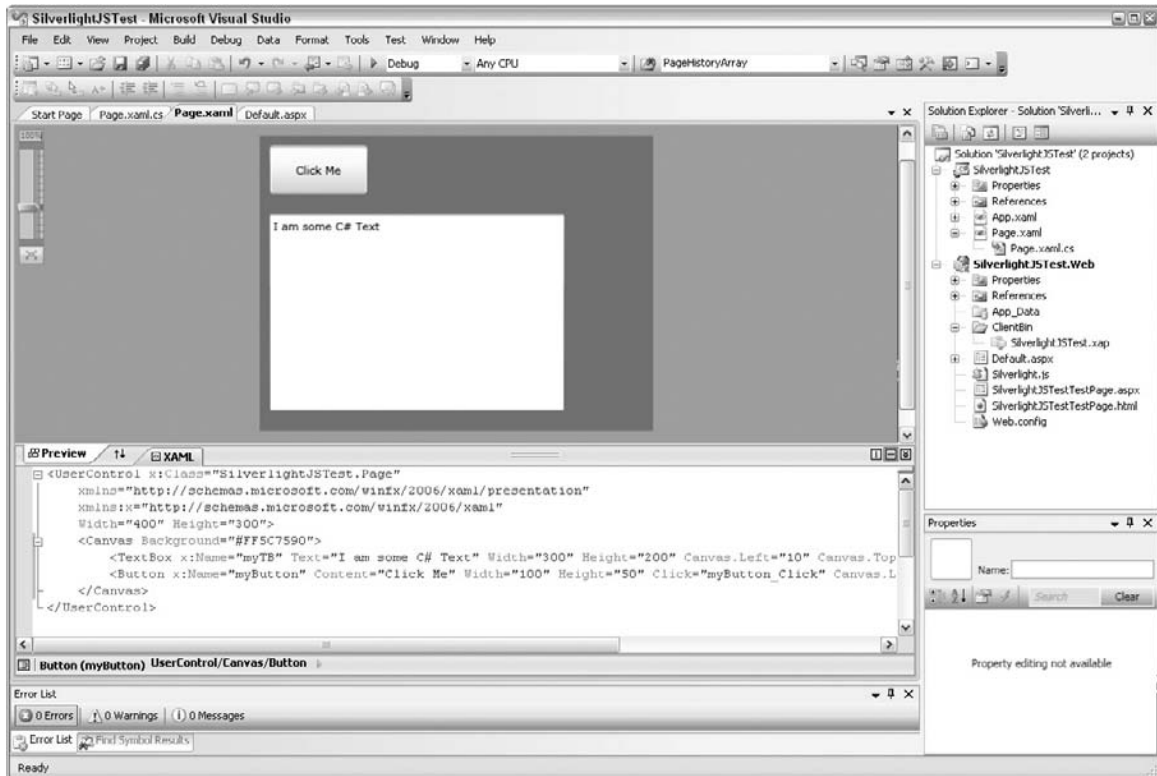 SilverlightJSTest - Microsoft Visual Studio
File Edit View Project Build Debug Data Format Tools Test Window Help
Debug Any CPU PageHistoryArray
Start Page Page.xaml.cs Page.xaml Default.aspx
100%
Click Me
I am some C# Text
Preview XAML
<UserControl x:Class="SilverlightJSTest.Page"
xmlns="http://schemas.microsoft.com/winfx/2006/xaml/presentation"
xmlns:x="http://schemas.microsoft.com/winfx/2006/xaml"
Width="400" Height="300">
<Canvas Background="#FF5C7590">
<TextBox x:Name="myTB" Text="I am some C# Text" Width="300" Height="200" Canvas.Left="10" Canvas.Top
<Button x:Name="myButton" Content="Click Me" Width="100" Height="50" Click="myButton_Click" Canvas.L
</Canvas>
</UserControl>
Button (myButton) UserControl/Canvas/Button
Error List
0 Errors 0 Warnings 0 Messages
Error List Find Symbol Results
Ready
Solution Explorer - Solution 'Silverli...
Solution 'SilverlightJSTest' (2 projects)
SilverlightJSTest
Properties
References
App.xaml
Page.xaml
Page.xaml.cs
SilverlightJSTest.Web
Properties
References
App_Data
ClientBin
SilverlightJSTest.xap
Default.aspx
Silverlight.js
SilverlightJSTestTestPage.aspx
SilverlightJSTestTestPage.html
Web.config
Properties
Name:
Search Clear
Property editing not available